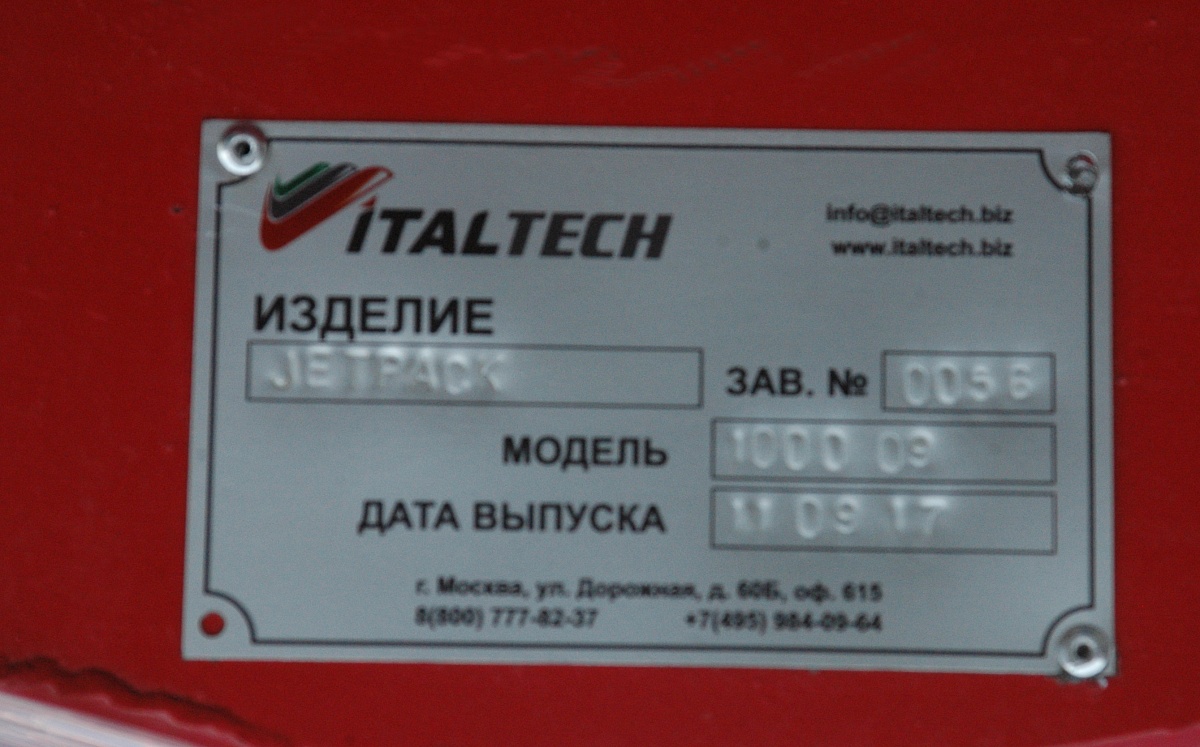 ITALTECH
info@italtech.biz
www.italtech.biz
ИЗДЕЛИЕ
JETPACK
ЗАВ. № 0056
МОДЕЛЬ 1000 09
ДАТА ВЫПУСКА 11 09 17
г. Москва, ул. Дорожная, д. 60Б, оф. 615
8(800) 777-82-37 +7(495) 984-09-64